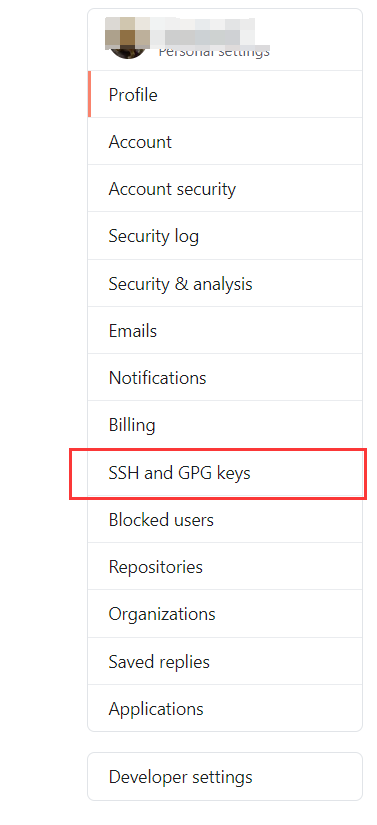 Personal settings
Profile
Account
Account security
Security log
Security & analysis
Emails
Notifications
Billing
SSH and GPG keys
Blocked users
Repositories
Organizations
Saved replies
Applications
Developer settings